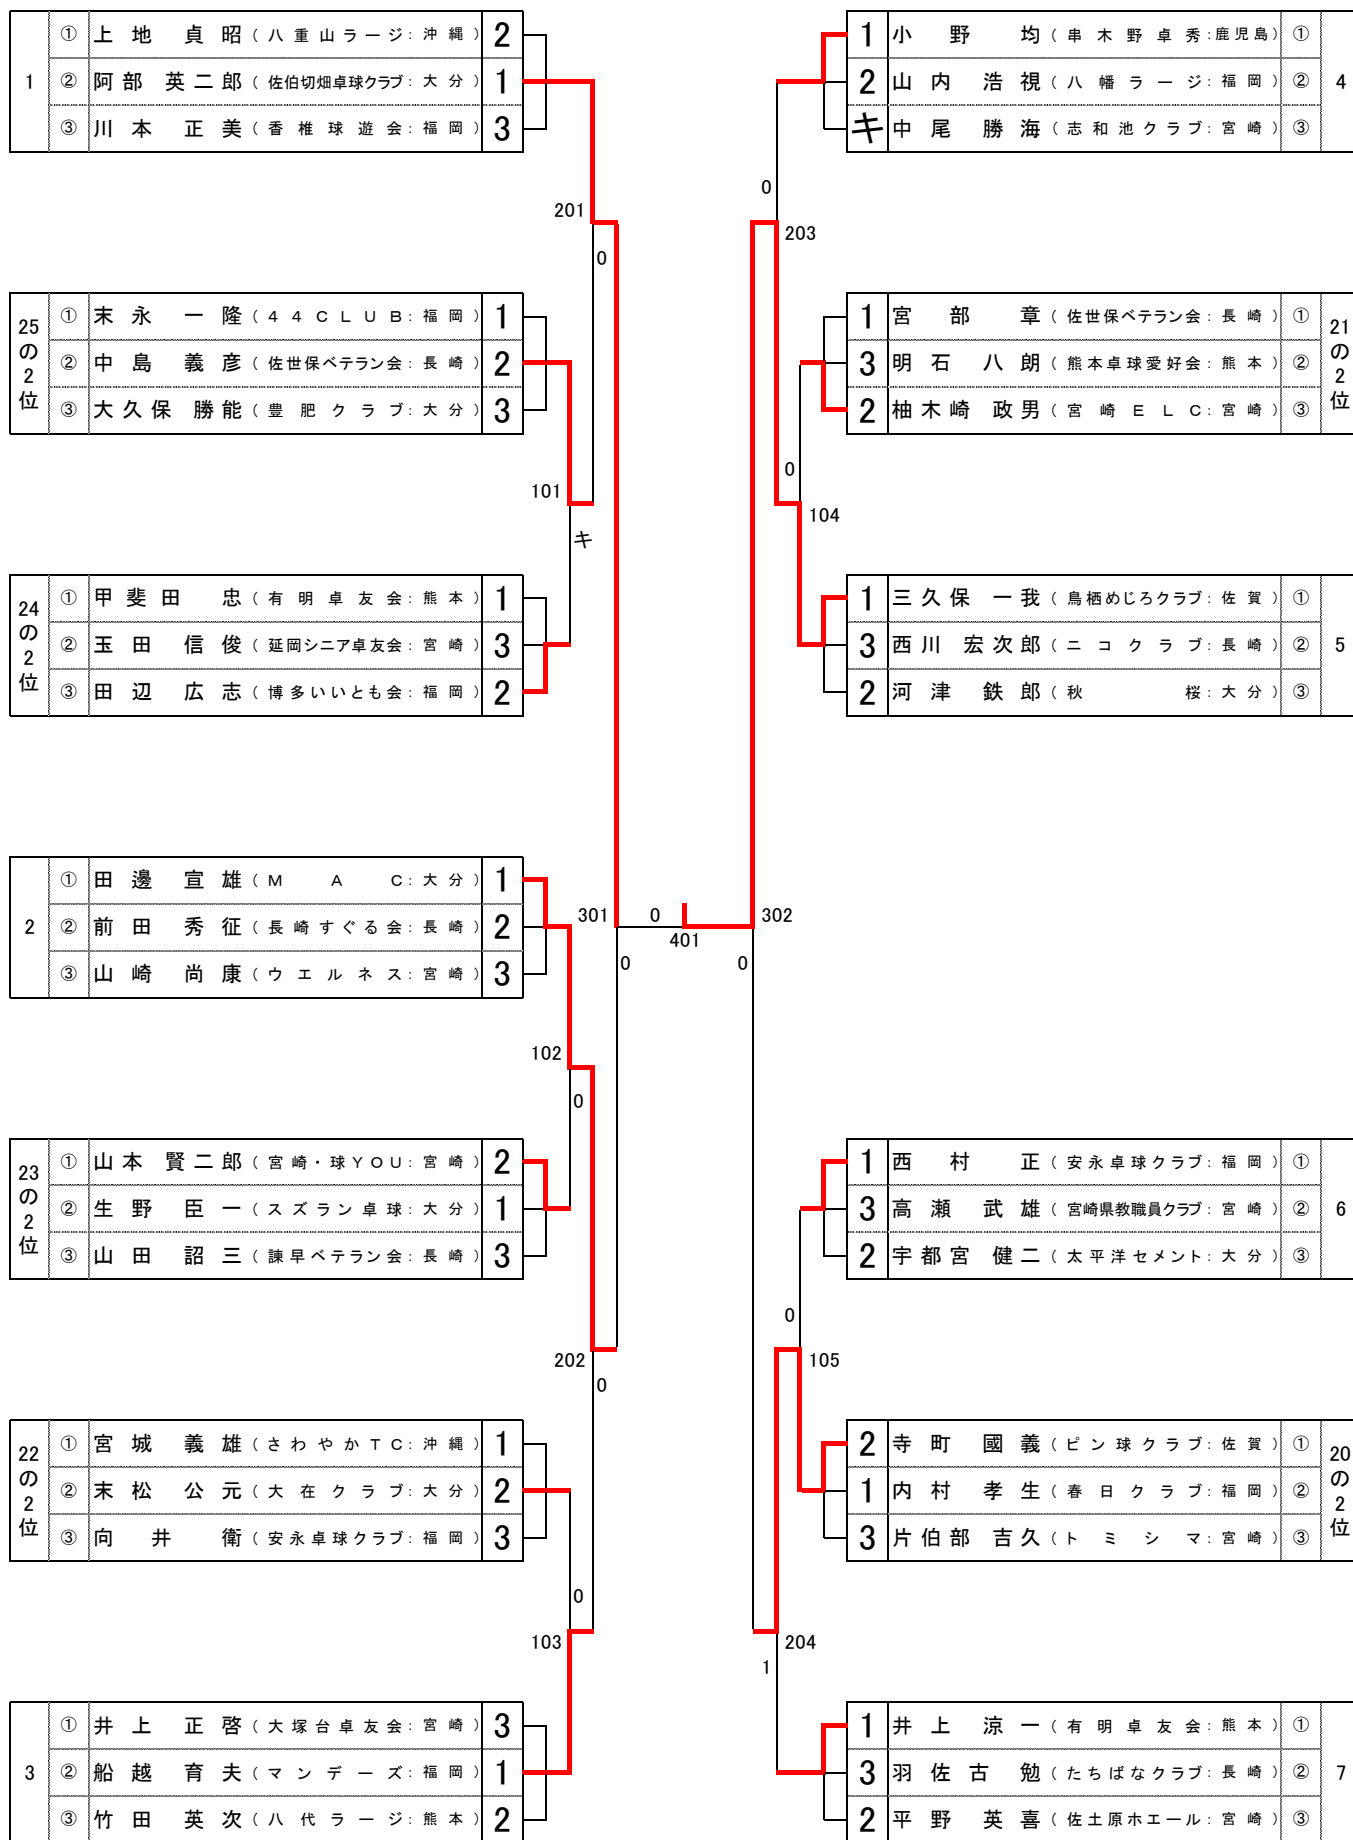 1
① 上地 貞昭 (八重山ラージ:沖縄) 2
② 阿部 英二郎 (佐伯切畑卓球クラブ:大分) 1
③ 川本 正美 (香椎球遊会:福岡) 3
201
0
25の2位
① 末永 一隆 (44CLUB:福岡) 1
② 中島 義彦 (佐世保ベテラン会:長崎) 2
③ 大久保 勝能 (豊肥クラブ:大分) 3
101
キ
24の2位
① 甲斐田 忠 (有明卓友会:熊本) 1
② 玉田 信俊 (延岡シニア卓友会:宮崎) 3
③ 田辺 広志 (博多いいとも会:福岡) 2
2
① 田邊 宣雄 (MAC:大分) 1
② 前田 秀征 (長崎すぐる会:長崎) 2
③ 山崎 尚康 (ウエルネス:宮崎) 3
301
0
102
0
23の2位
① 山本 賢二郎 (宮崎・球YOU:宮崎) 2
② 生野 臣一 (スズラン卓球:大分) 1
③ 山田 詔三 (諫早ベテラン会:長崎) 3
202
0
22の2位
① 宮城 義雄 (さわやかTC:沖縄) 1
② 末松 公元 (大在クラブ:大分) 2
③ 向井 衛 (安永卓球クラブ:福岡) 3
0
103
3
① 井上 正啓 (大塚台卓友会:宮崎) 3
② 船越 育夫 (マンデーズ:福岡) 1
③ 竹田 英次 (八代ラージ:熊本) 2
0
401
1 小野 均 (串木野卓秀:鹿児島) ①
2 山内 浩視 (八幡ラージ:福岡) ②
キ 中尾 勝海 (志和池クラブ:宮崎) ③
4
0
203
1 宮部 章 (佐世保ベテラン会:長崎) ①
3 明石 八朗 (熊本卓球愛好会:熊本) ②
2 柚木崎 政男 (宮崎ELC:宮崎) ③
21の2位
0
104
1 三久保 一我 (鳥栖めじろクラブ:佐賀) ①
3 西川 宏次郎 (ニコクラブ:長崎) ②
2 河津 鉄郎 (秋桜:大分) ③
5
302
0
1 西村 正 (安永卓球クラブ:福岡) ①
3 高瀬 武雄 (宮崎県教職員クラブ:宮崎) ②
2 宇都宮 健二 (太平洋セメント:大分) ③
6
0
105
2 寺町 國義 (ピン球クラブ:佐賀) ①
1 内村 孝生 (春日クラブ:福岡) ②
3 片伯部 吉久 (トミシマ:宮崎) ③
20の2位
204
1
1 井上 涼一 (有明卓友会:熊本) ①
3 羽佐古 勉 (たちばなクラブ:長崎) ②
2 平野 英喜 (佐土原ホエール:宮崎) ③
7